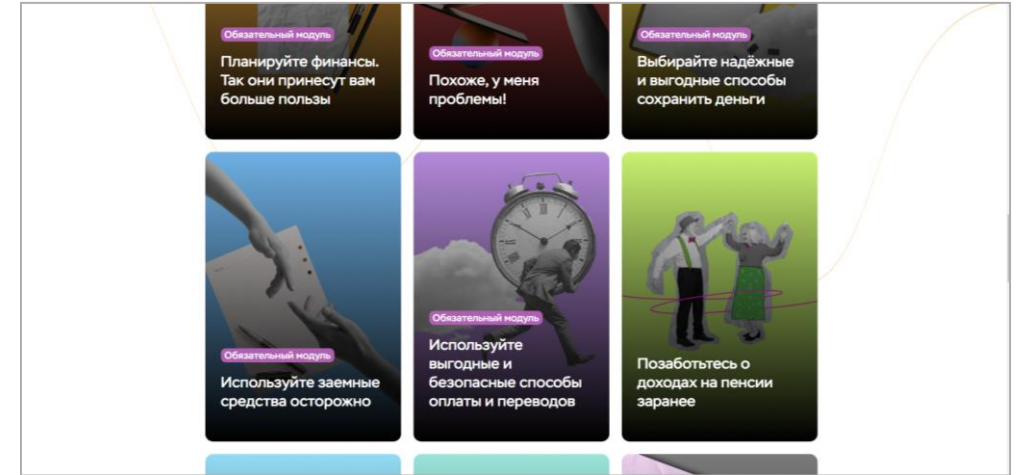 Обязательный модуль
Планируйте финансы.
Так они принесут вам
больше пользы
Обязательный модуль
Похоже, у меня
проблемы!
Обязательный модуль
Выбирайте надёжные
и выгодные способы
сохранить деньги
Обязательный модуль
Используйте заемные
средства осторожно
Обязательный модуль
Используйте
выгодные и
безопасные способы
оплаты и переводов
Позаботьтесь о
доходах на пенсии
заранее